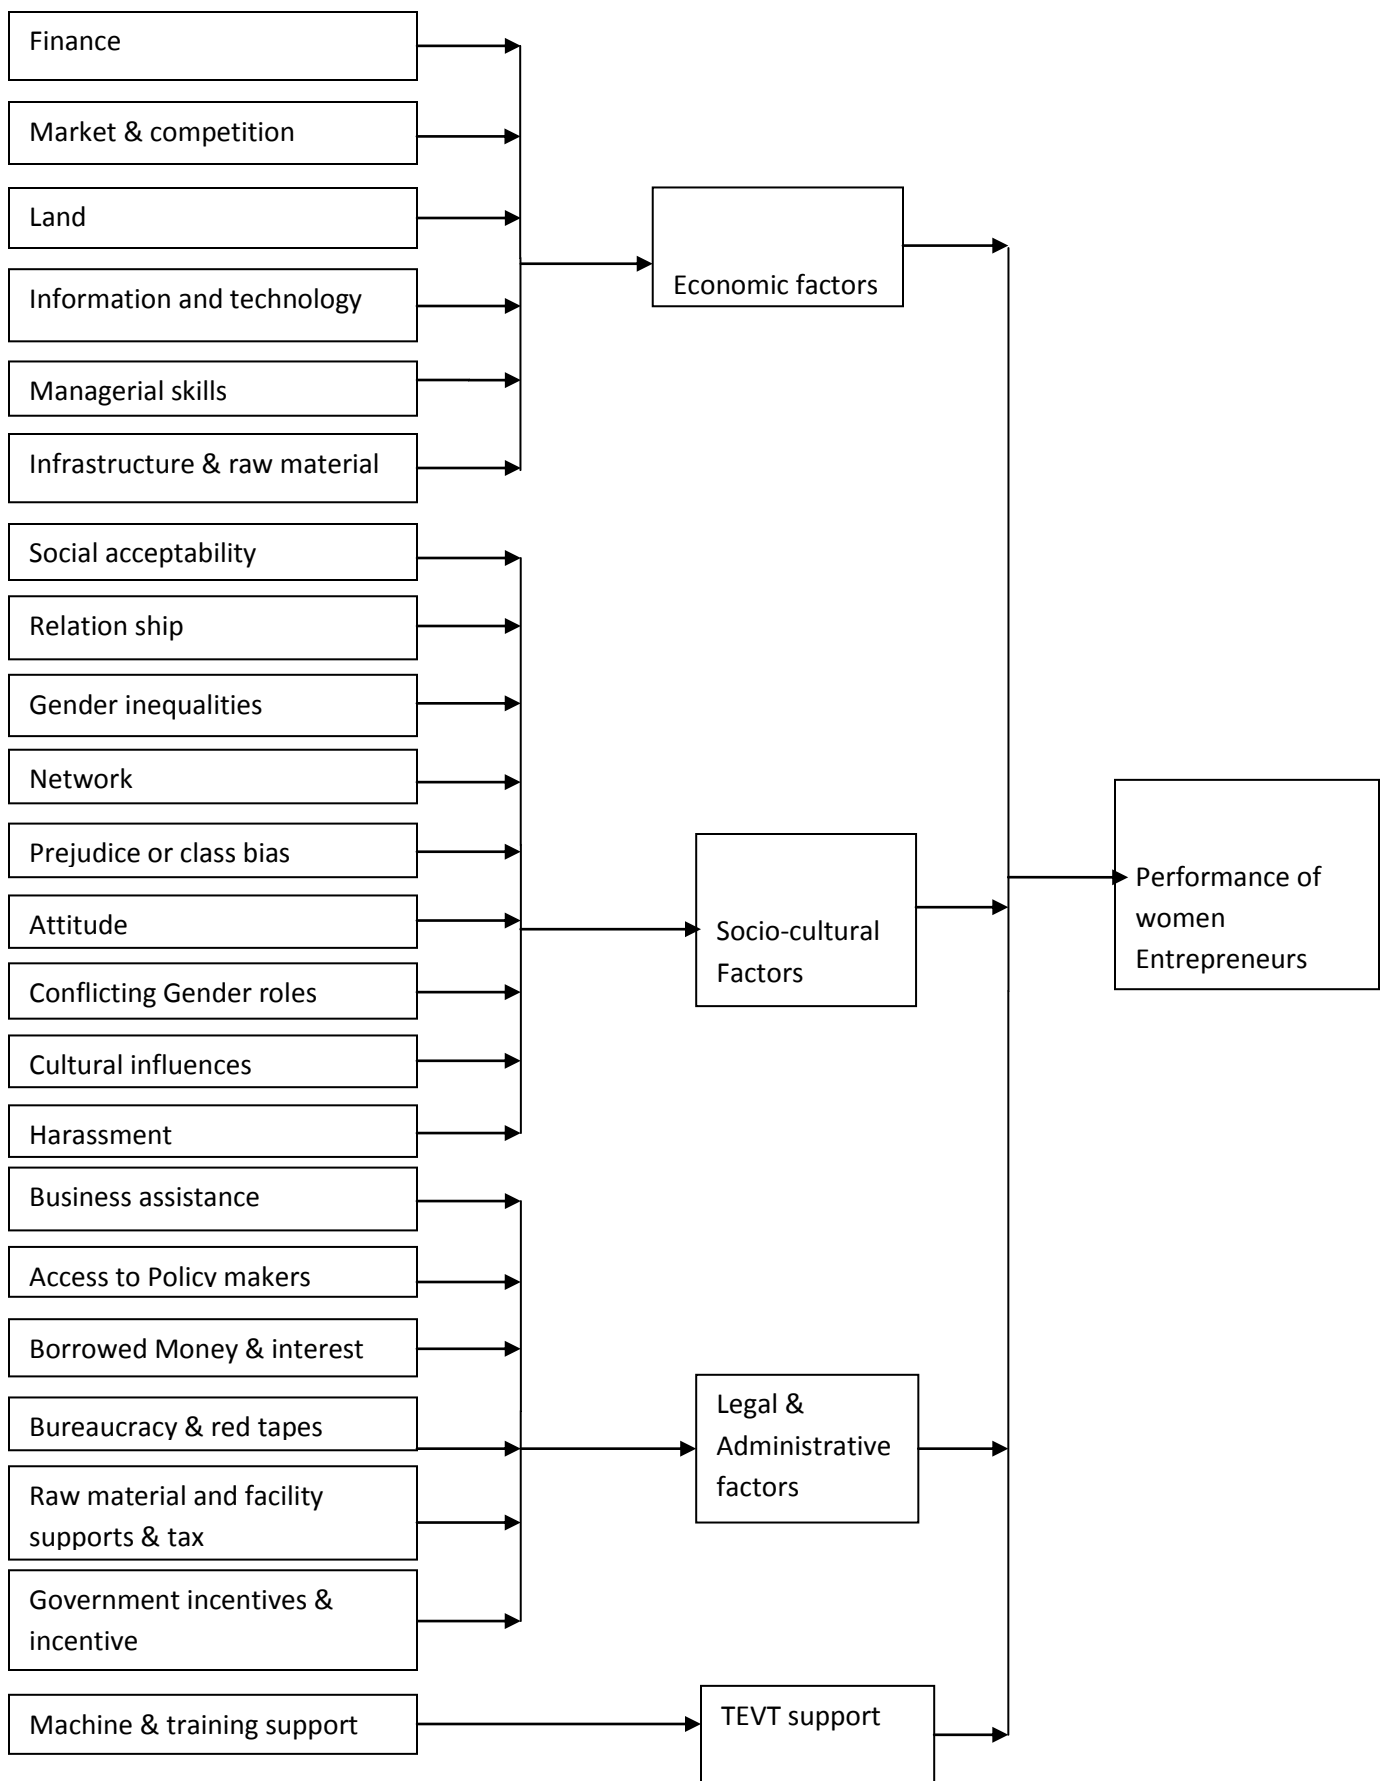 Finance
Market & competition
Land
Information and technology
Managerial skills
Infrastructure & raw material
Social acceptability
Relation ship
Gender inequalities
Network
Prejudice or class bias
Attitude
Conflicting Gender roles
Cultural influences
Harassment
Business assistance
Access to Policy makers
Borrowed Money & interest
Bureaucracy & red tapes
Raw material and facility
supports & tax
Government incentives &
incentive
Machine & training support
Economic factors
Socio-cultural
Factors
Legal &
Administrative
factors
TEVT support
Performance of
women
Entrepreneurs